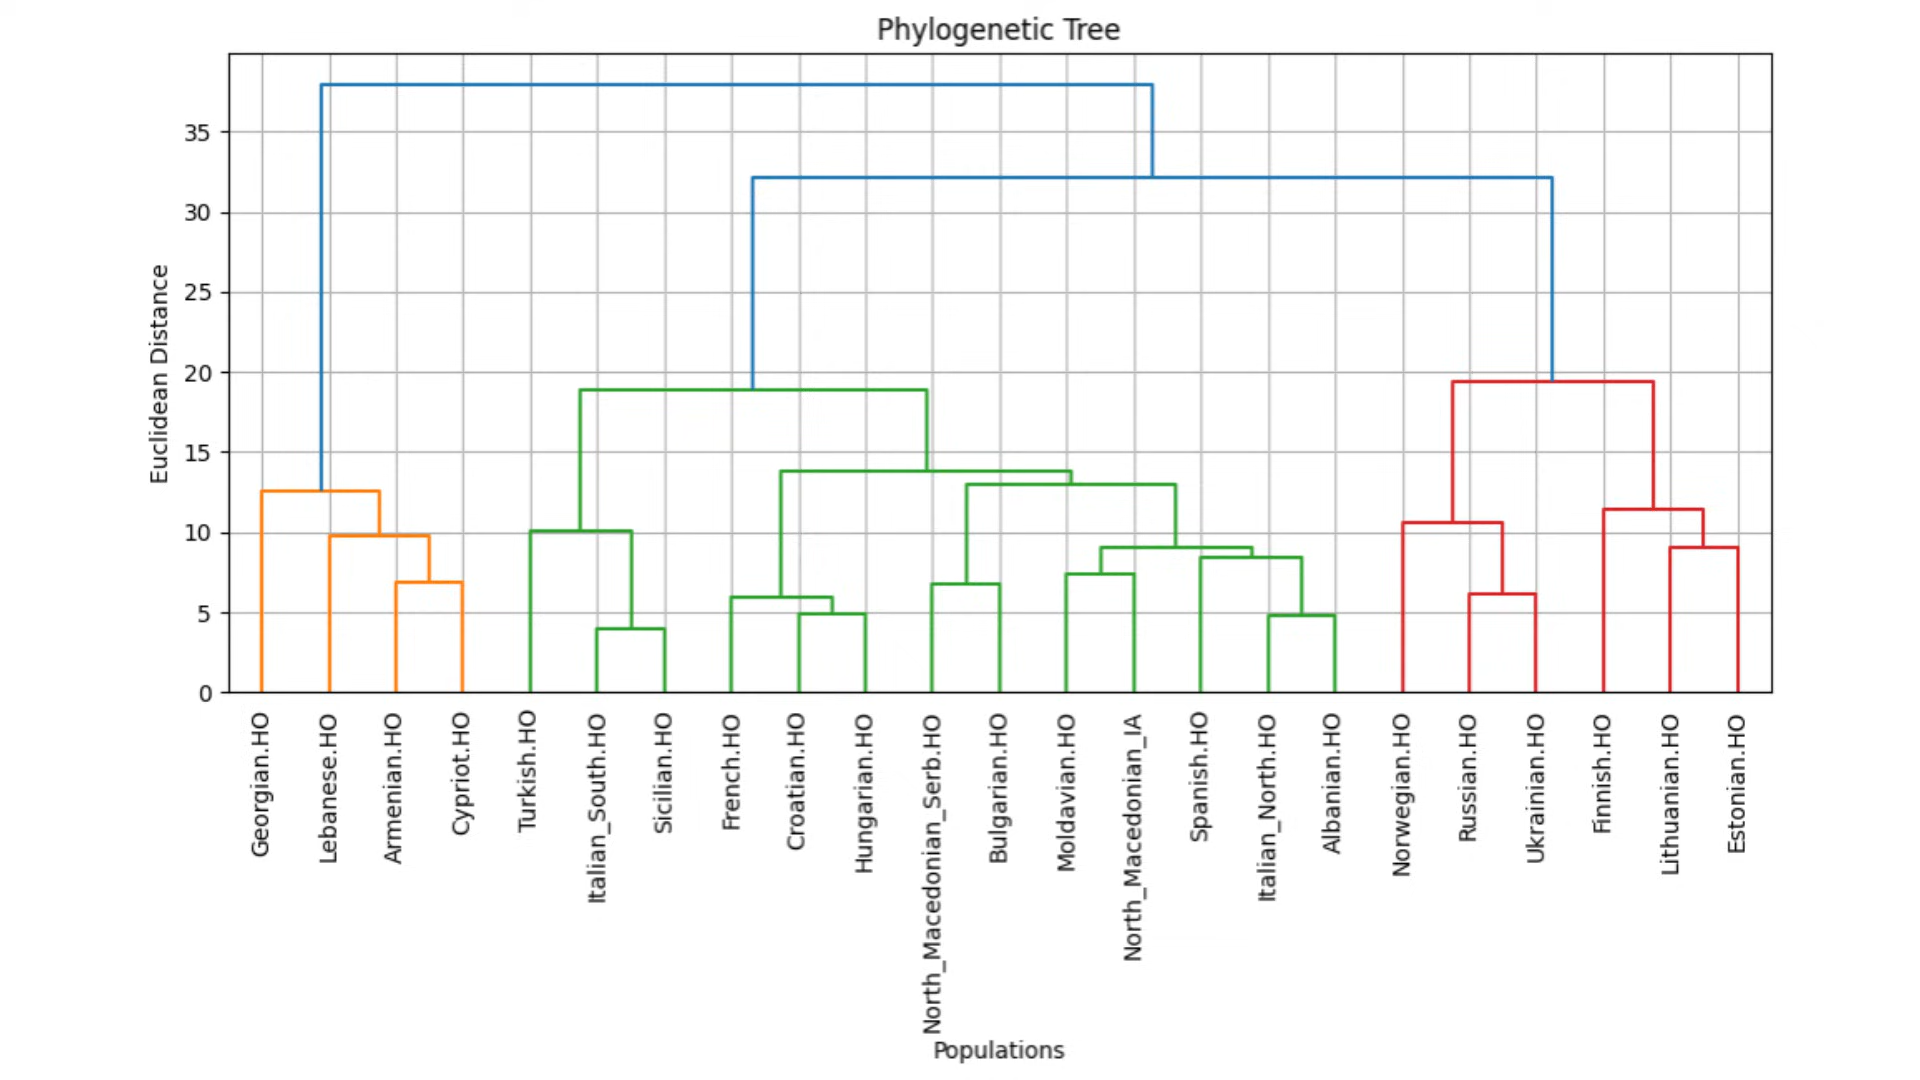 Phylogenetic Tree
Euclidean Distance
35
30
25
20
15
10
5
0
Georgian.HO
Lebanese.HO
Armenian.HO
Cypriot.HO
Turkish.HO
Italian_South.HO
Sicilian.HO
French.HO
Croatian.HO
Hungarian.HO
North_Macedonian_Serb.HO
Bulgarian.HO
Moldavian.HO
North_Macedonian_IA
Spanish.HO
Italian_North.HO
Albanian.HO
Norwegian.HO
Russian.HO
Ukrainian.HO
Finnish.HO
Lithuanian.HO
Estonian.HO
Populations